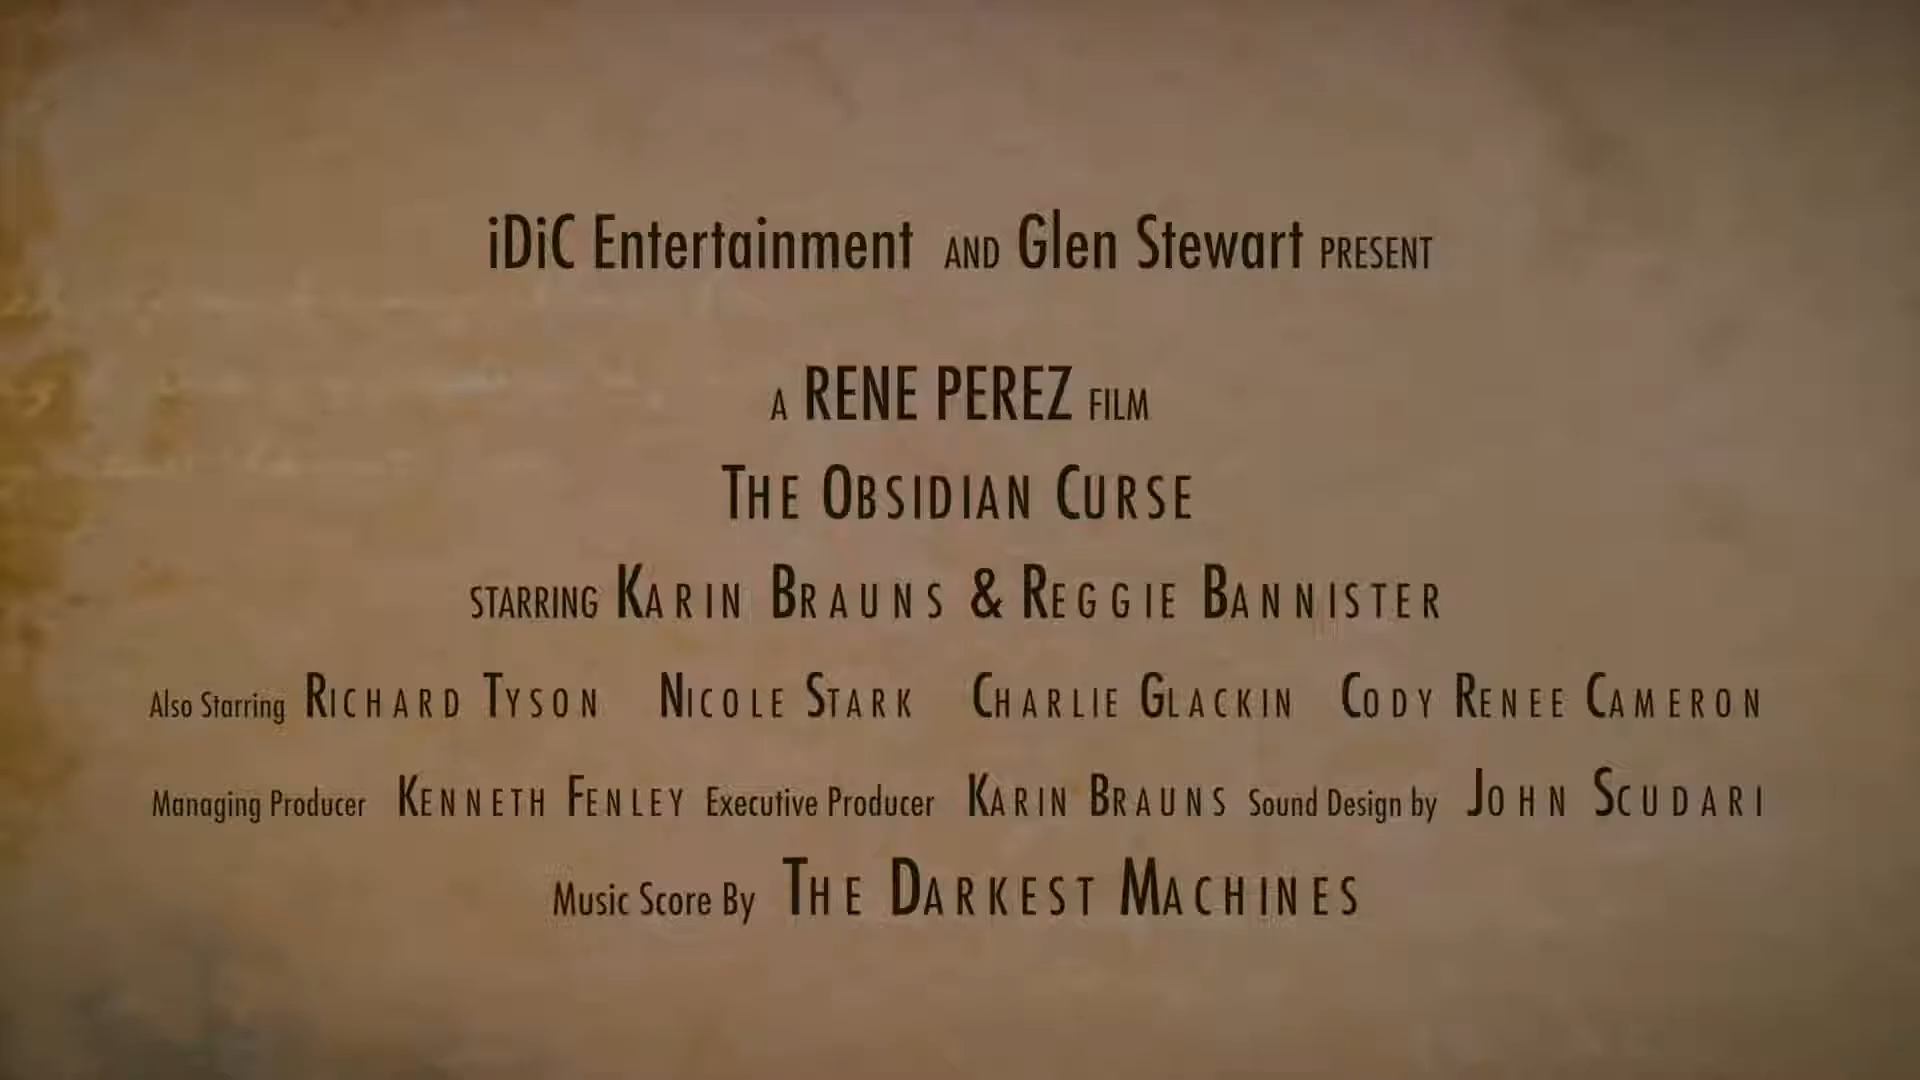 iDiC Entertainment AND Glen Stewart PRESENT
A RENE PEREZ FILM
THE OBSIDIAN CURSE
STARRING KARIN BRAUNS & REGGIE BANNISTER
Also Starring RICHARD TYSON NICOLE STARK CHARLIE GLACKIN CODY RENEE CAMERON
Managing Producer KENNETH FENLEY Executive Producer KARIN BRAUNS Sound Design by JOHN SCUDARI
Music Score By THE DARKEST MACHINES